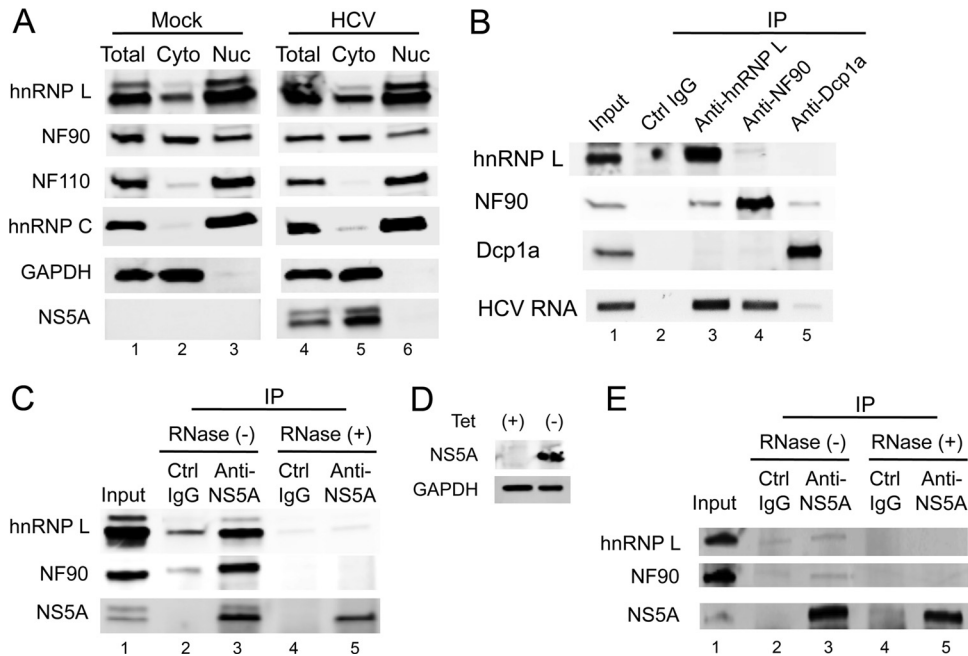 A
Mock
HCV
Total Cyto Nuc
Total Cyto Nuc
hnRNP L
NF90
NF110
hnRNP C
GAPDH
NS5A
1 2 3 4 5 6
B
IP
Input
Ctrl IgG
Anti-hnRNP L
Anti-NF90
Anti-Dcp1a
hnRNP L
NF90
Dcp1a
HCV RNA
1 2 3 4 5
C
IP
RNase (-) RNase (+)
Ctrl Anti- Ctrl Anti-
Input IgG NS5A IgG NS5A
hnRNP L
NF90
NS5A
1 2 3 4 5
D
Tet (+) (-)
NS5A
GAPDH
E
IP
RNase (-) RNase (+)
Ctrl Anti- Ctrl Anti-
Input IgG NS5A IgG NS5A
hnRNP L
NF90
NS5A
1 2 3 4 5